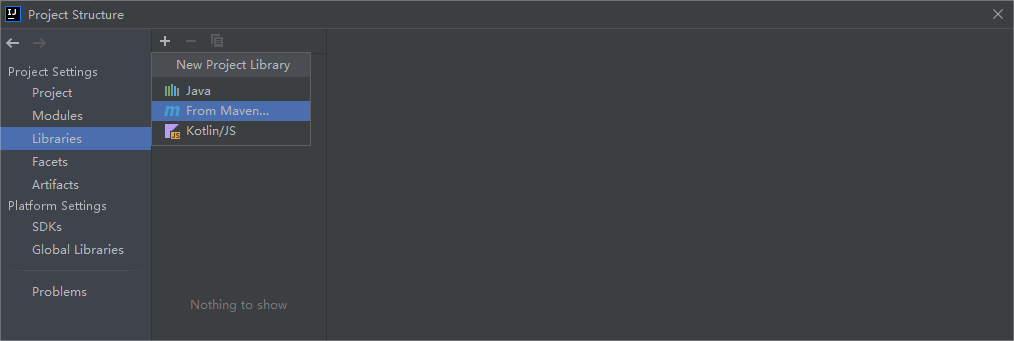 Project Structure
Project Settings
Project
Modules
Libraries
Facets
Artifacts
Platform Settings
SDKs
Global Libraries
Problems
New Project Library
Java
From Maven...
Kotlin/JS
Nothing to show